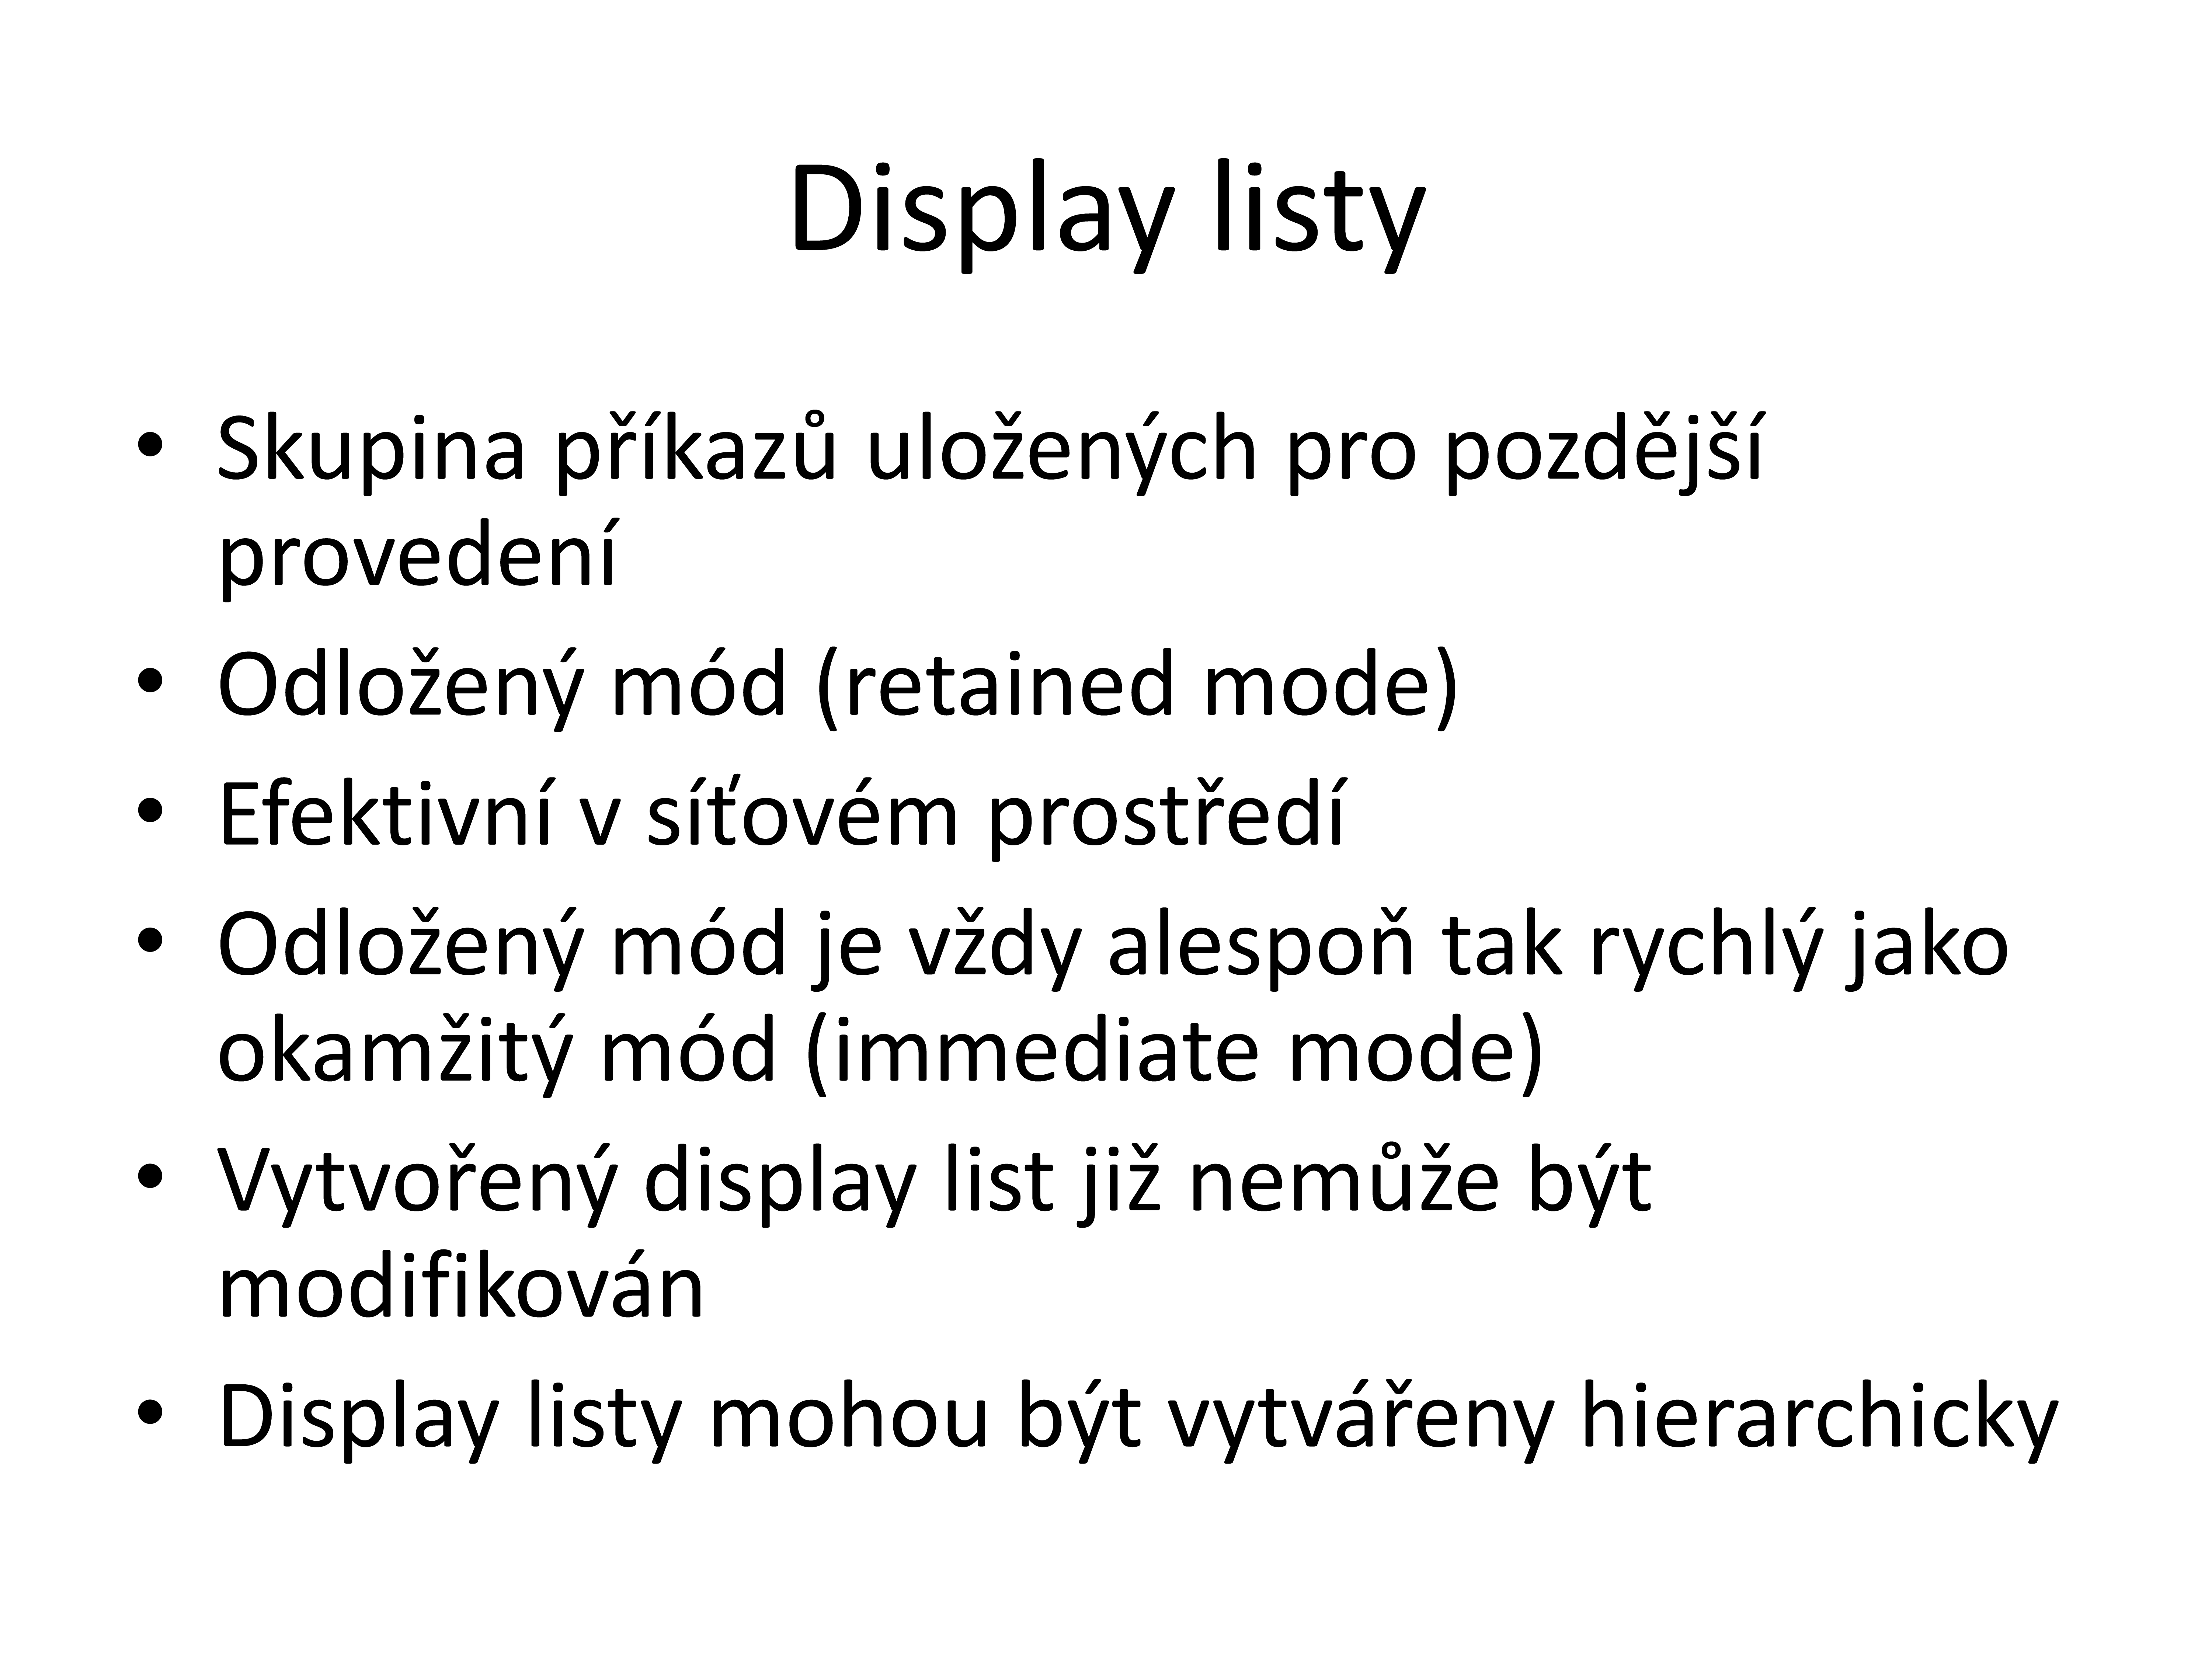 Display listy
• Skupina příkazů uložených pro pozdější
provedení
• Odložený mód (retained mode)
• Efektivní v síťovém prostředí
• Odložený mód je vždy alespoň tak rychlý jako
okamžitý mód (immediate mode)
• Vytvořený display list již nemůže být
modifikován
• Display listy mohou být vytvářeny hierarchicky